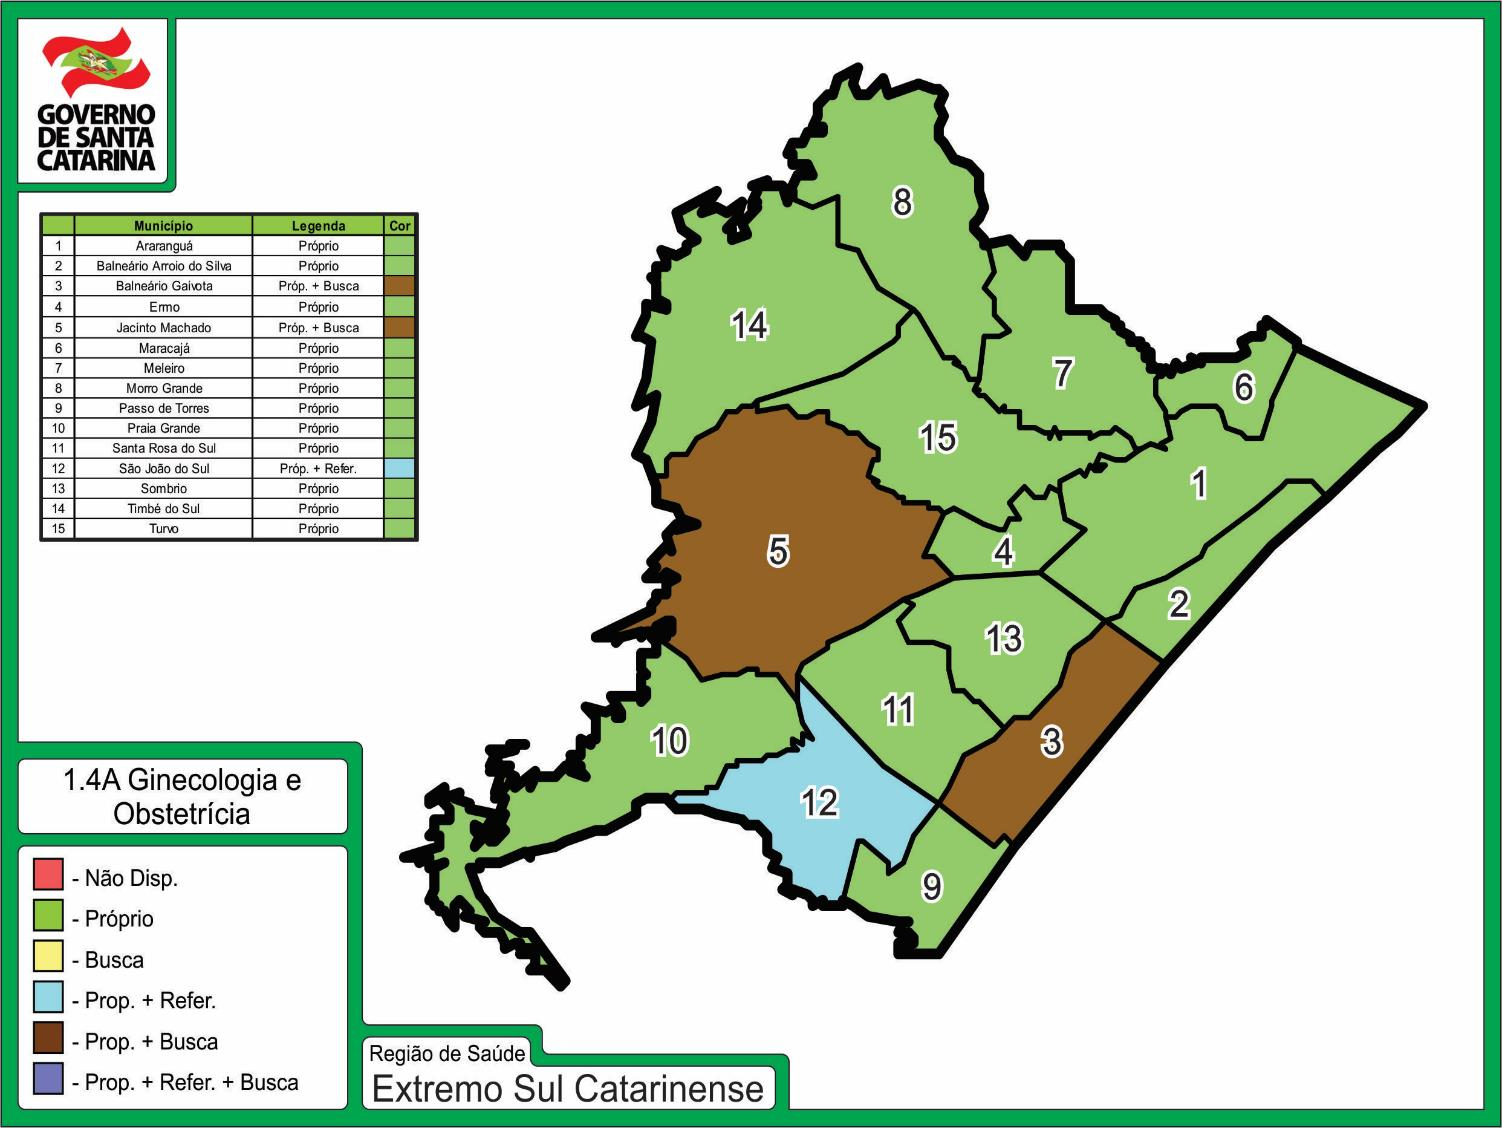 GOVERNO
DE SANTA
CATARINA
Município Legenda Cor
1 Araranguá Próprio
2 Balneário Arroio do Silva Próprio
3 Balneário Gaivota Próp. + Busca
4 Ermo Próprio
5 Jacinto Machado Próp. + Busca
6 Maracajá Próprio
7 Meleiro Próprio
8 Morro Grande Próprio
9 Passo de Torres Próprio
10 Praia Grande Próprio
11 Santa Rosa do Sul Próprio
12 São João do Sul Próp. + Refer.
13 Sombrio Próprio
14 Timbé do Sul Próprio
15 Turvo Próprio
8
14
7
6
15
1
5
4
2
13
11
10
3
12
9
1.4A Ginecologia e
Obstetrícia
- Não Disp.
- Próprio
- Busca
- Prop. + Refer.
- Prop. + Busca
- Prop. + Refer. + Busca
Região de Saúde
Extremo Sul Catarinense